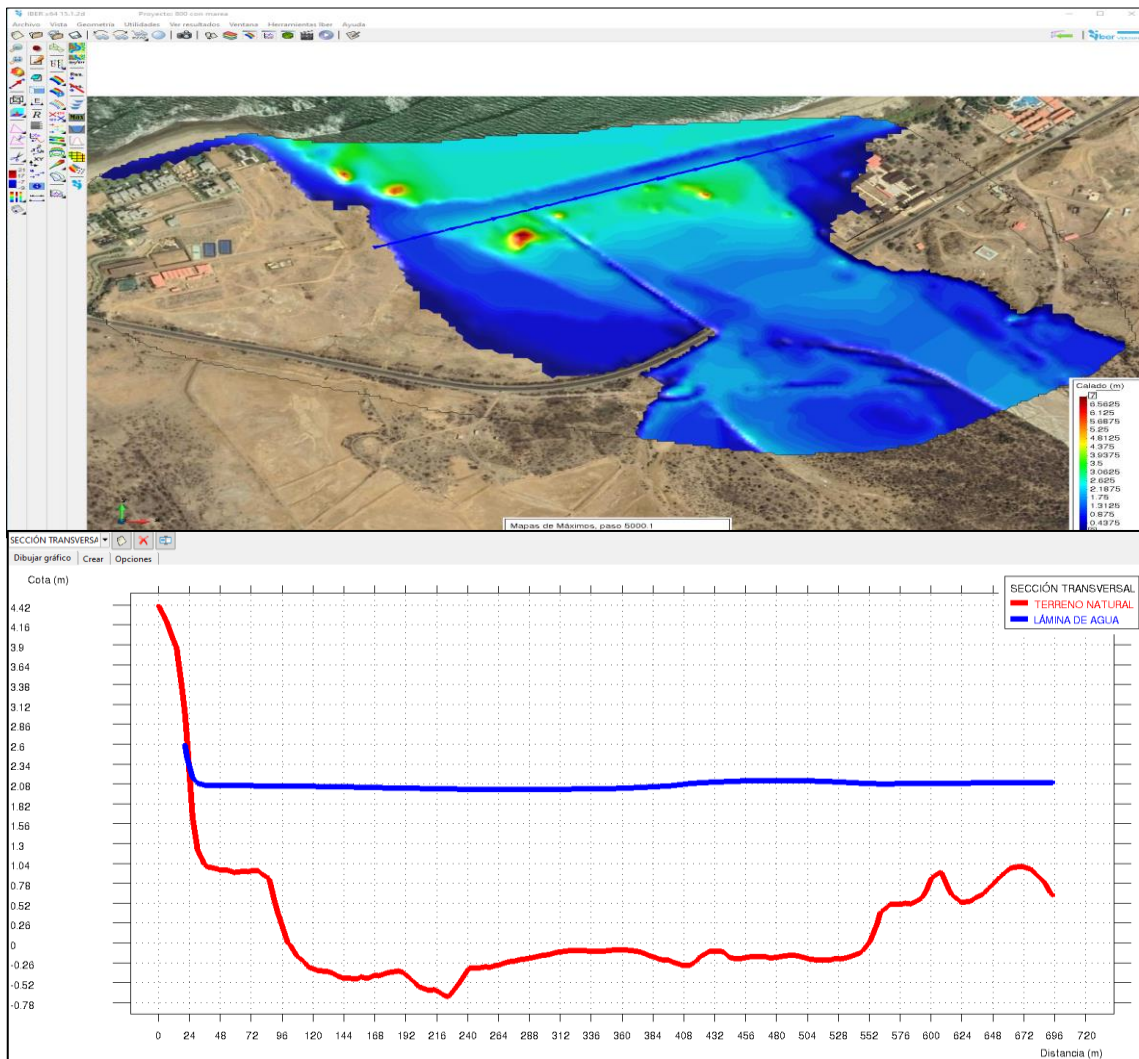 IBER x64 15.1.2d Proyecto: 800 con marea
Archivo Vista Geometría Utilidades Ver resultados Ventana Herramientas Iber Ayuda
Iber
Calado (m)
6.5625
6.125
5.6875
5.25
4.8125
4.375
3.9375
3.5
3.0625
2.625
2.1875
1.75
1.3125
0.875
0.4375
Mapas de Máximos, paso 5000.1
SECCIÓN TRANSVERSA
Dibujar gráfico Crear Opciones
Cota (m)
SECCIÓN TRANSVERSAL
TERRENO NATURAL
LÁMINA DE AGUA
4.42
4.16
3.9
3.64
3.38
3.12
2.86
2.6
2.34
2.08
1.82
1.56
1.3
1.04
0.78
0.52
0.26
0
-0.26
-0.52
-0.78
0 24 48 72 96 120 144 168 192 216 240 264 288 312 336 360 384 408 432 456 480 504 528 552 576 600 624 648 672 696 720
Distancia (m)